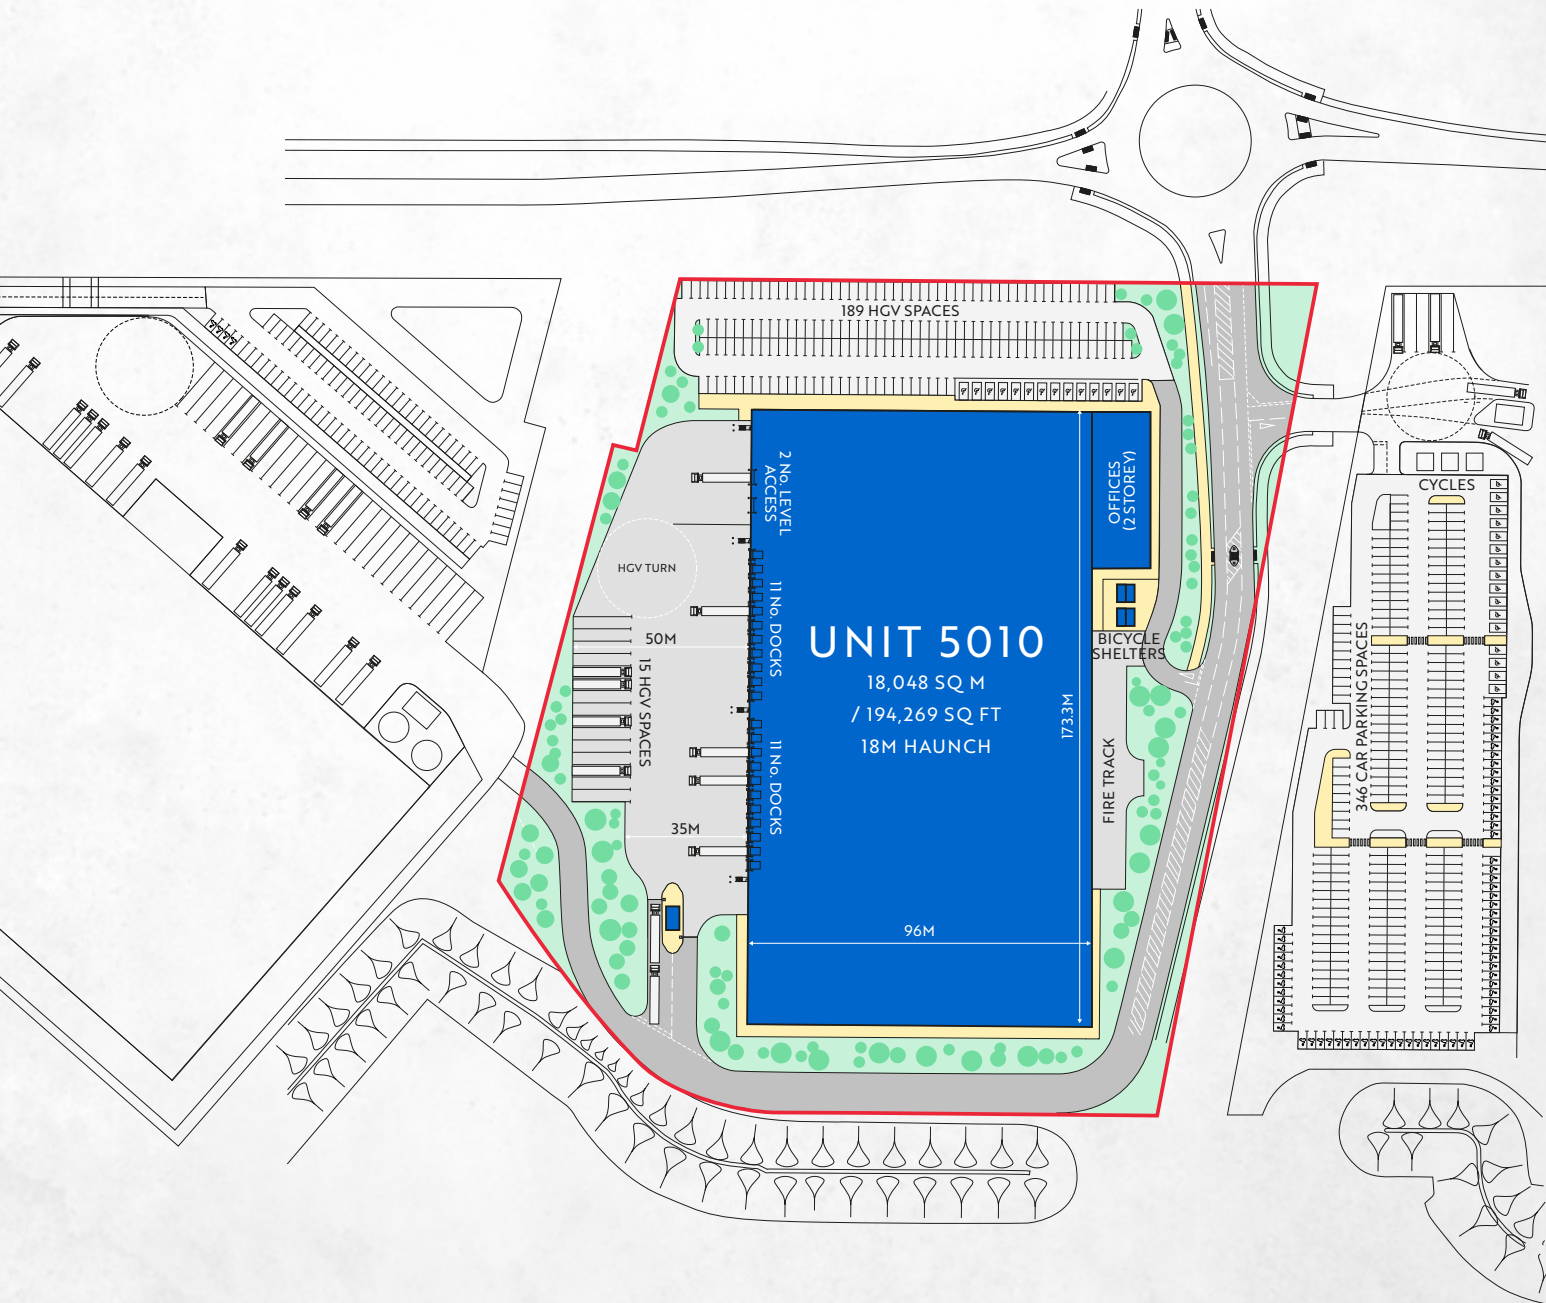 189 HGV SPACES
2 No. LEVEL
ACCESS
OFFICES
(2 STOREY)
CYCLES
HGV TURN
11 No. DOCKS
50M
15 HGV SPACES
UNIT 5010
18,048 SQ M
/ 194,269 SQ FT
18M HAUNCH
BICYCLE
SHELTERS
173.3M
346 CAR PARKING SPACES
11 No. DOCKS
FIRE TRACK
35M
96M